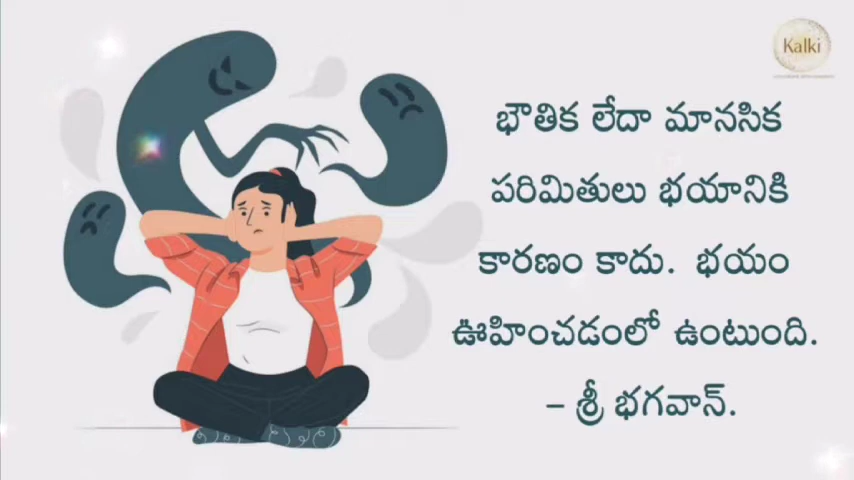 Kalki
భౌతిక లేదా మానసిక
పరిమితులు భయానికి
కారణం కాదు. భయం
ఊహించడంలో ఉంటుంది.
– శ్రీ భగవాన్.